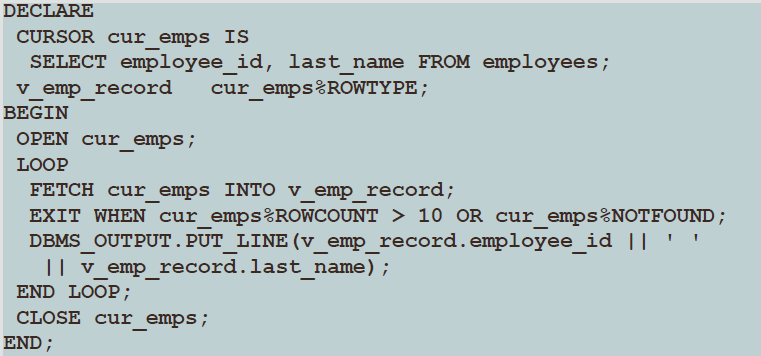 DECLARE
 CURSOR cur_emps IS
  SELECT employee_id, last_name FROM employees;
 v_emp_record   cur_emps%ROWTYPE;
BEGIN
 OPEN cur_emps;
 LOOP
  FETCH cur_emps INTO v_emp_record;
  EXIT WHEN cur_emps%ROWCOUNT > 10 OR cur_emps%NOTFOUND;
  DBMS_OUTPUT.PUT_LINE(v_emp_record.employee_id || ' '
   || v_emp_record.last_name);
 END LOOP;
 CLOSE cur_emps;
END;